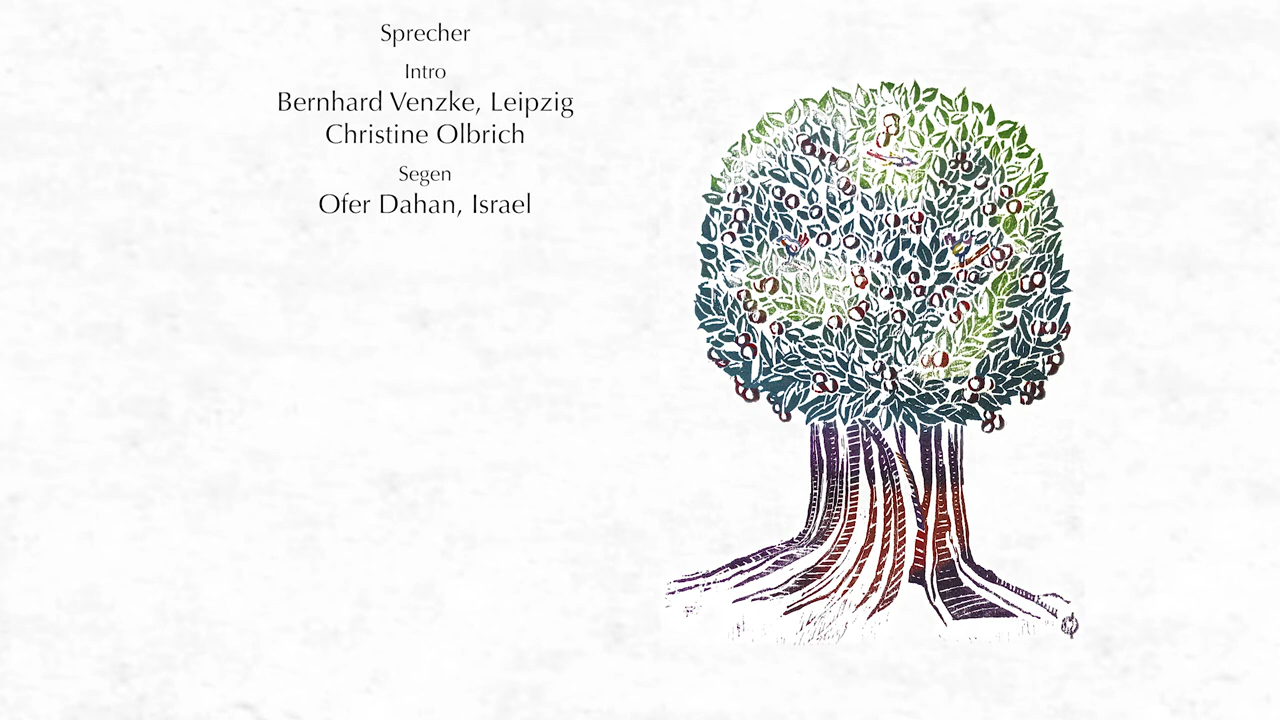 Sprecher
Intro
Bernhard Venzke, Leipzig
Christine Olbrich
Segen
Ofer Dahan, Israel